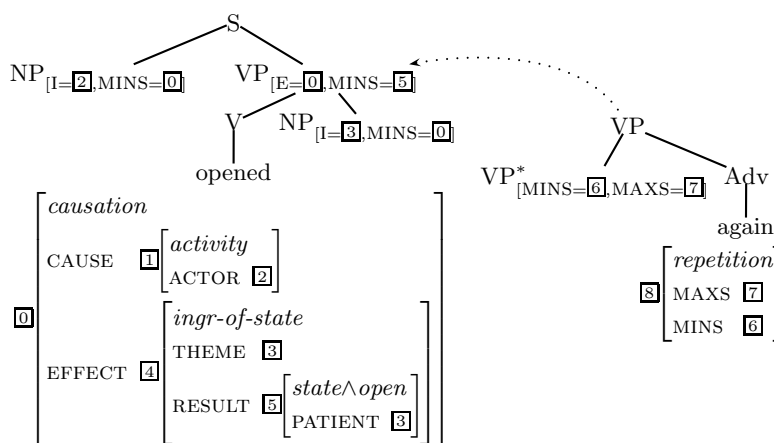 S
NP[I=2,MINS=0] VP[E=0,MINS=5]
V NP[I=3,MINS=0] VP
opened VP*[MINS=6,MAXS=7] Adv
again
causation
CAUSE 1 activity
ACTOR 2
0
EFFECT 4 ingr-of-state
THEME 3
RESULT 5 state∧open
PATIENT 3
8 repetition
MAXS 7
MINS 6